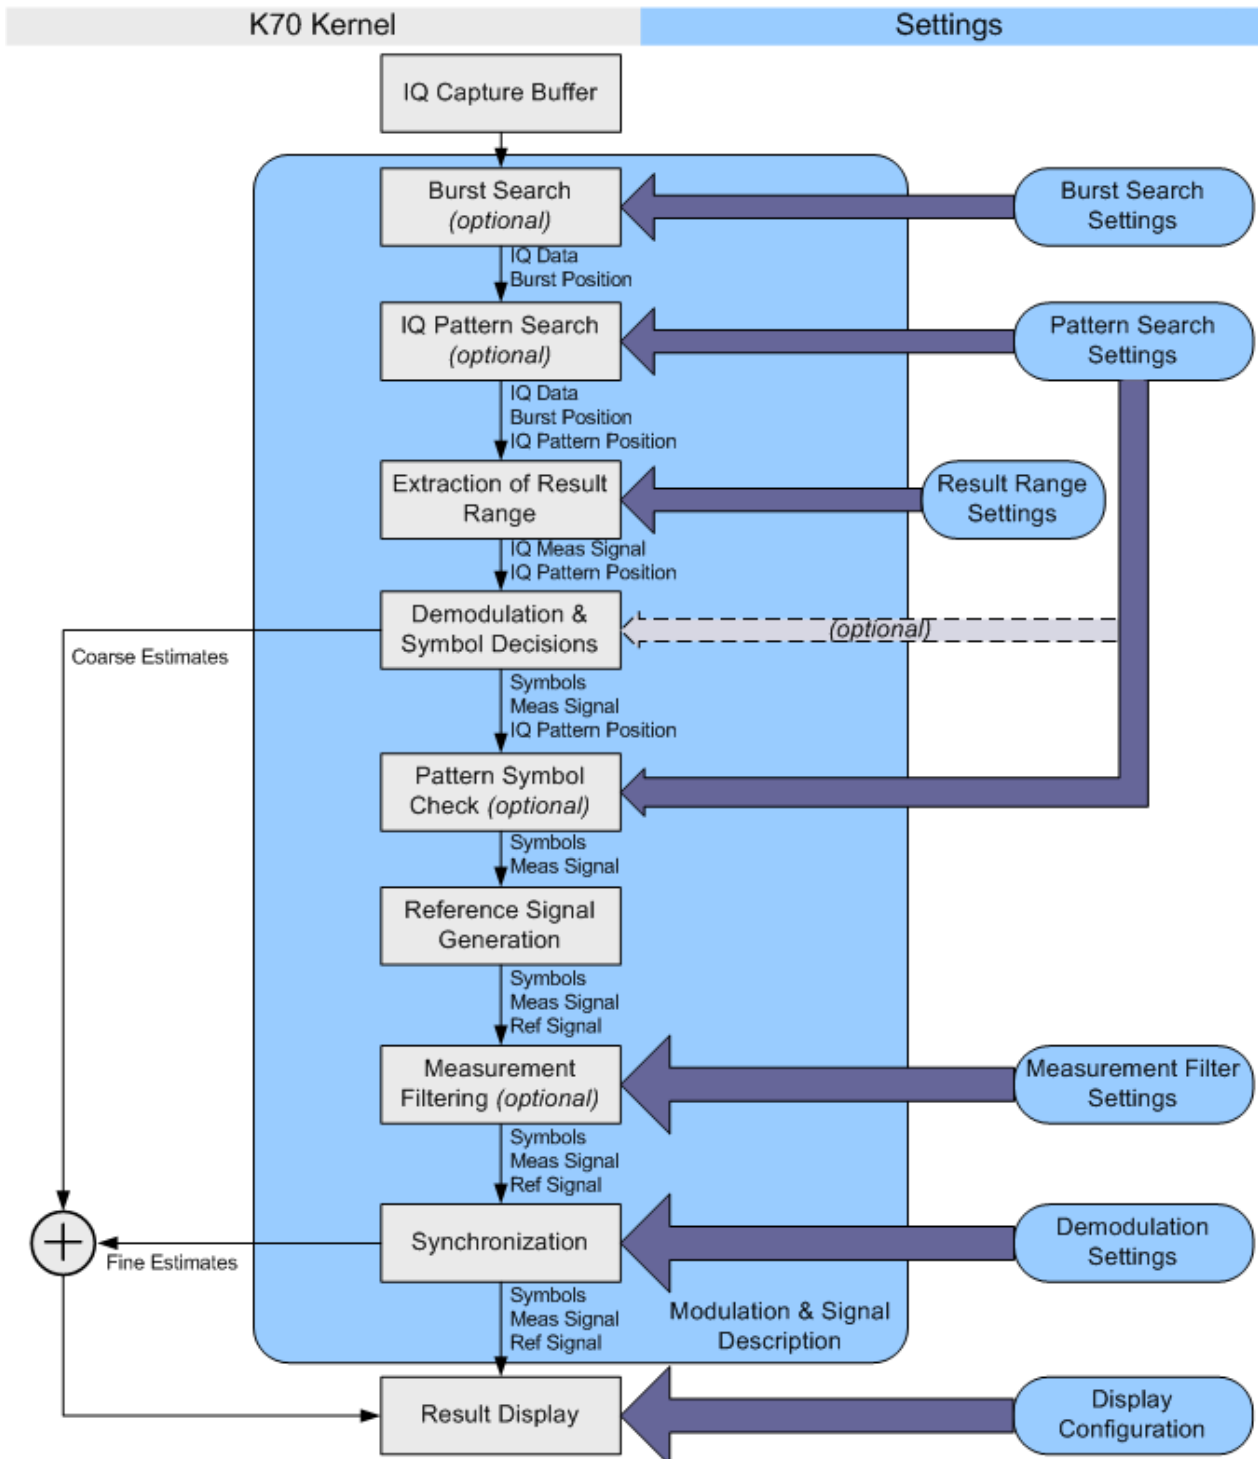 K70 Kernel
Settings
IQ Capture Buffer
Burst Search
(optional)
Burst Search
Settings
IQ Data
Burst Position
IQ Pattern Search
(optional)
Pattern Search
Settings
IQ Data
Burst Position
IQ Pattern Position
Extraction of Result
Range
Result Range
Settings
IQ Meas Signal
IQ Pattern Position
Demodulation &
Symbol Decisions
(optional)
Coarse Estimates
Symbols
Meas Signal
IQ Pattern Position
Pattern Symbol
Check (optional)
Symbols
Meas Signal
Reference Signal
Generation
Symbols
Meas Signal
Ref Signal
Measurement
Filtering (optional)
Measurement Filter
Settings
Symbols
Meas Signal
Ref Signal
Synchronization
Demodulation
Settings
Fine Estimates
Symbols
Meas Signal
Ref Signal
Modulation & Signal
Description
Result Display
Display
Configuration